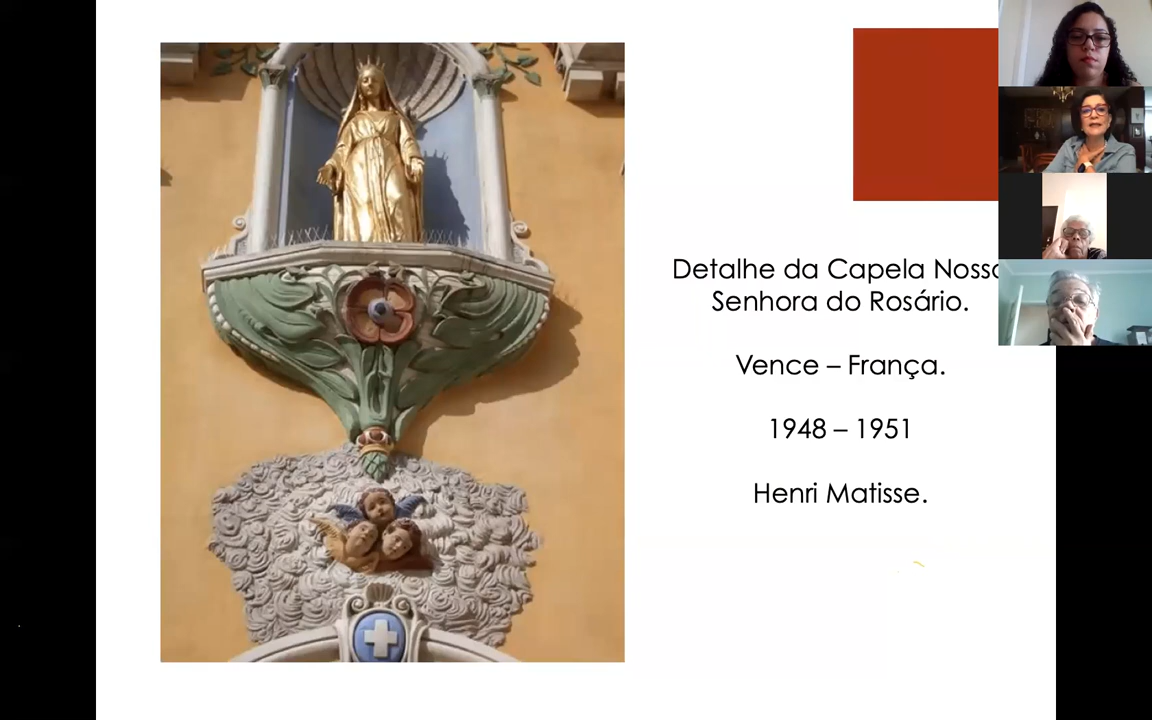 Detalhe da Capela Nossa
Senhora do Rosário.
Vence – França.
1948 – 1951
Henri Matisse.